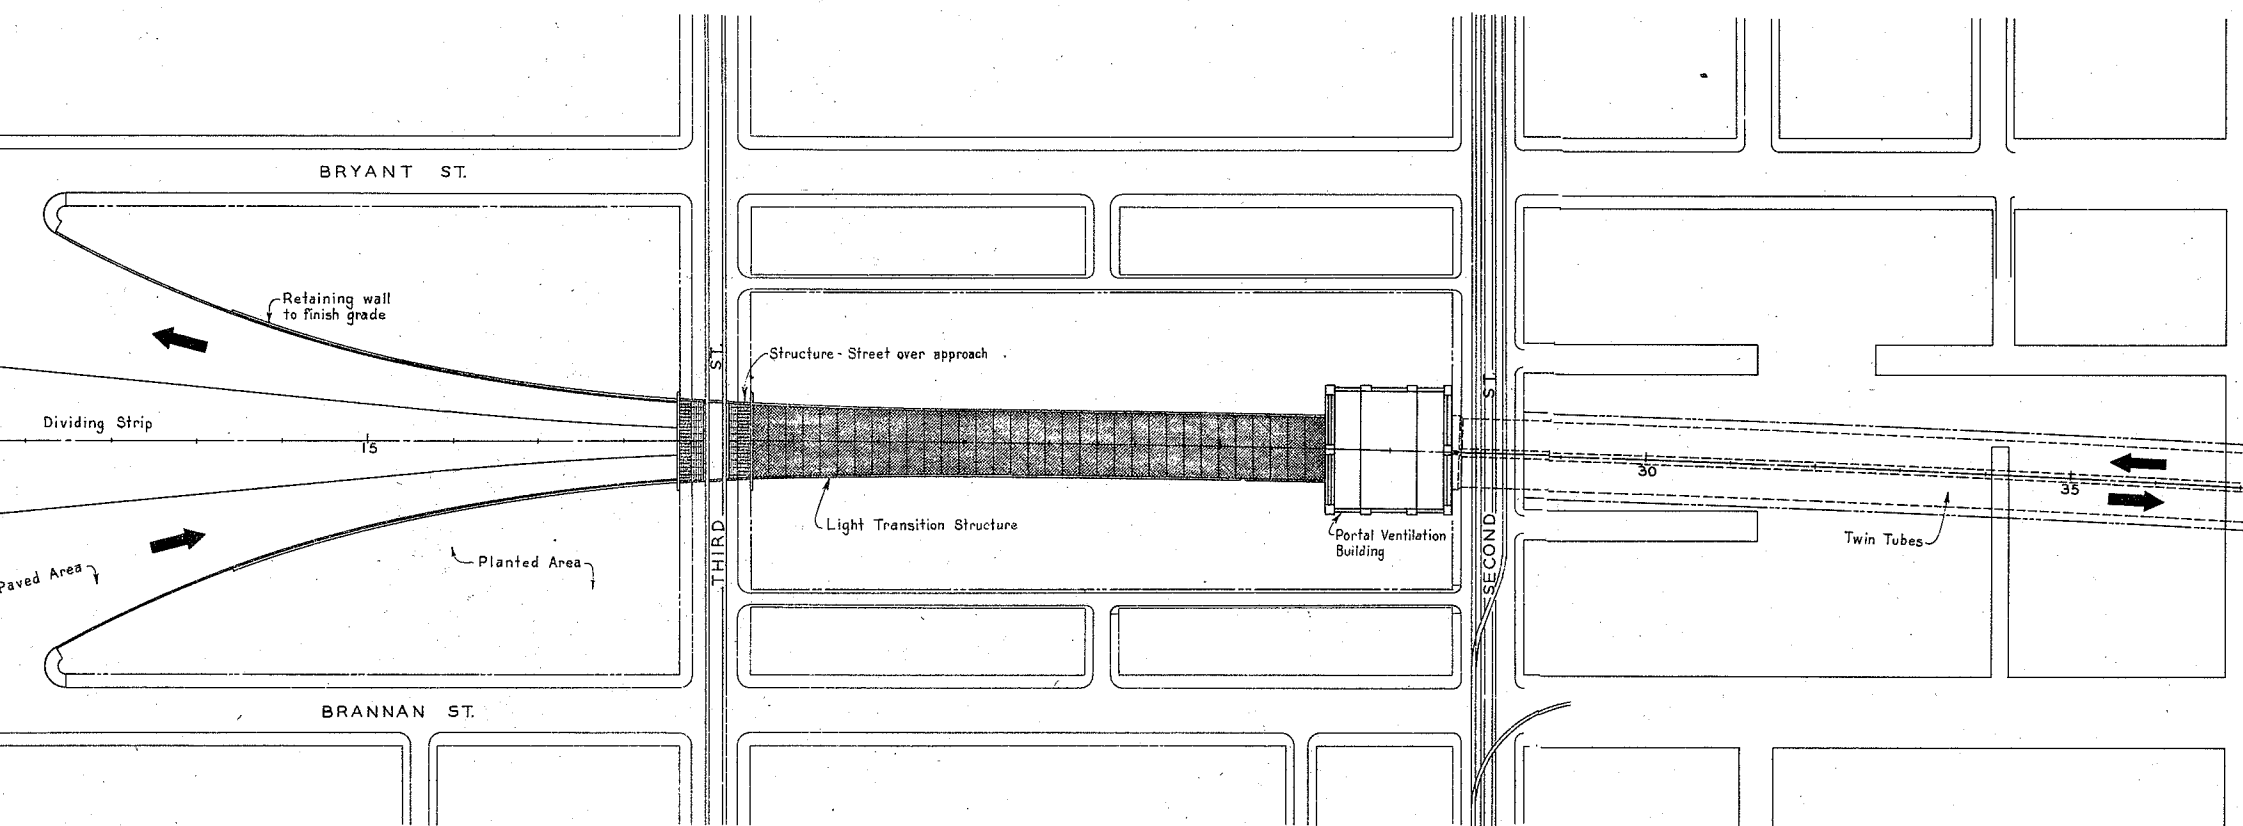 BRYANT ST.
Retaining wall
to finish grade
ST.
Structure - Street over approach
ST.
Dividing Strip
15
30
35
Light Transition Structure
THIRD
SECOND
Portal Ventilation
Building
Twin Tubes
Planted Area
Paved Area
BRANNAN ST.